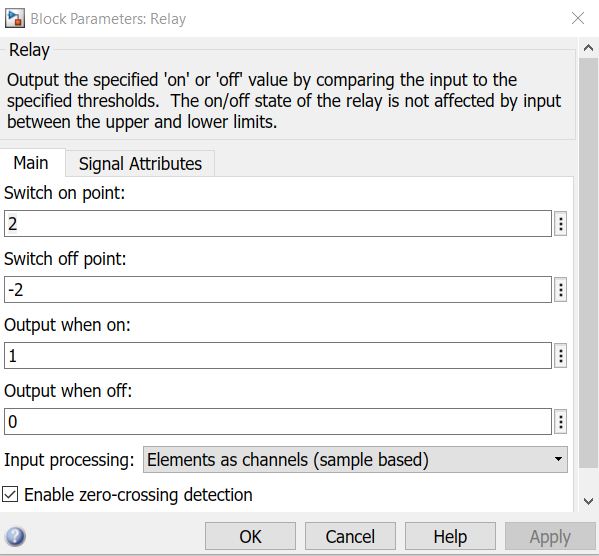 Block Parameters: Relay
Relay
Output the specified 'on' or 'off' value by comparing the input to the
specified thresholds.  The on/off state of the relay is not affected by input
between the upper and lower limits.
Main Signal Attributes
Switch on point:
2
Switch off point:
-2
Output when on:
1
Output when off:
0
Input processing: Elements as channels (sample based)
Enable zero-crossing detection
OK Cancel Help Apply